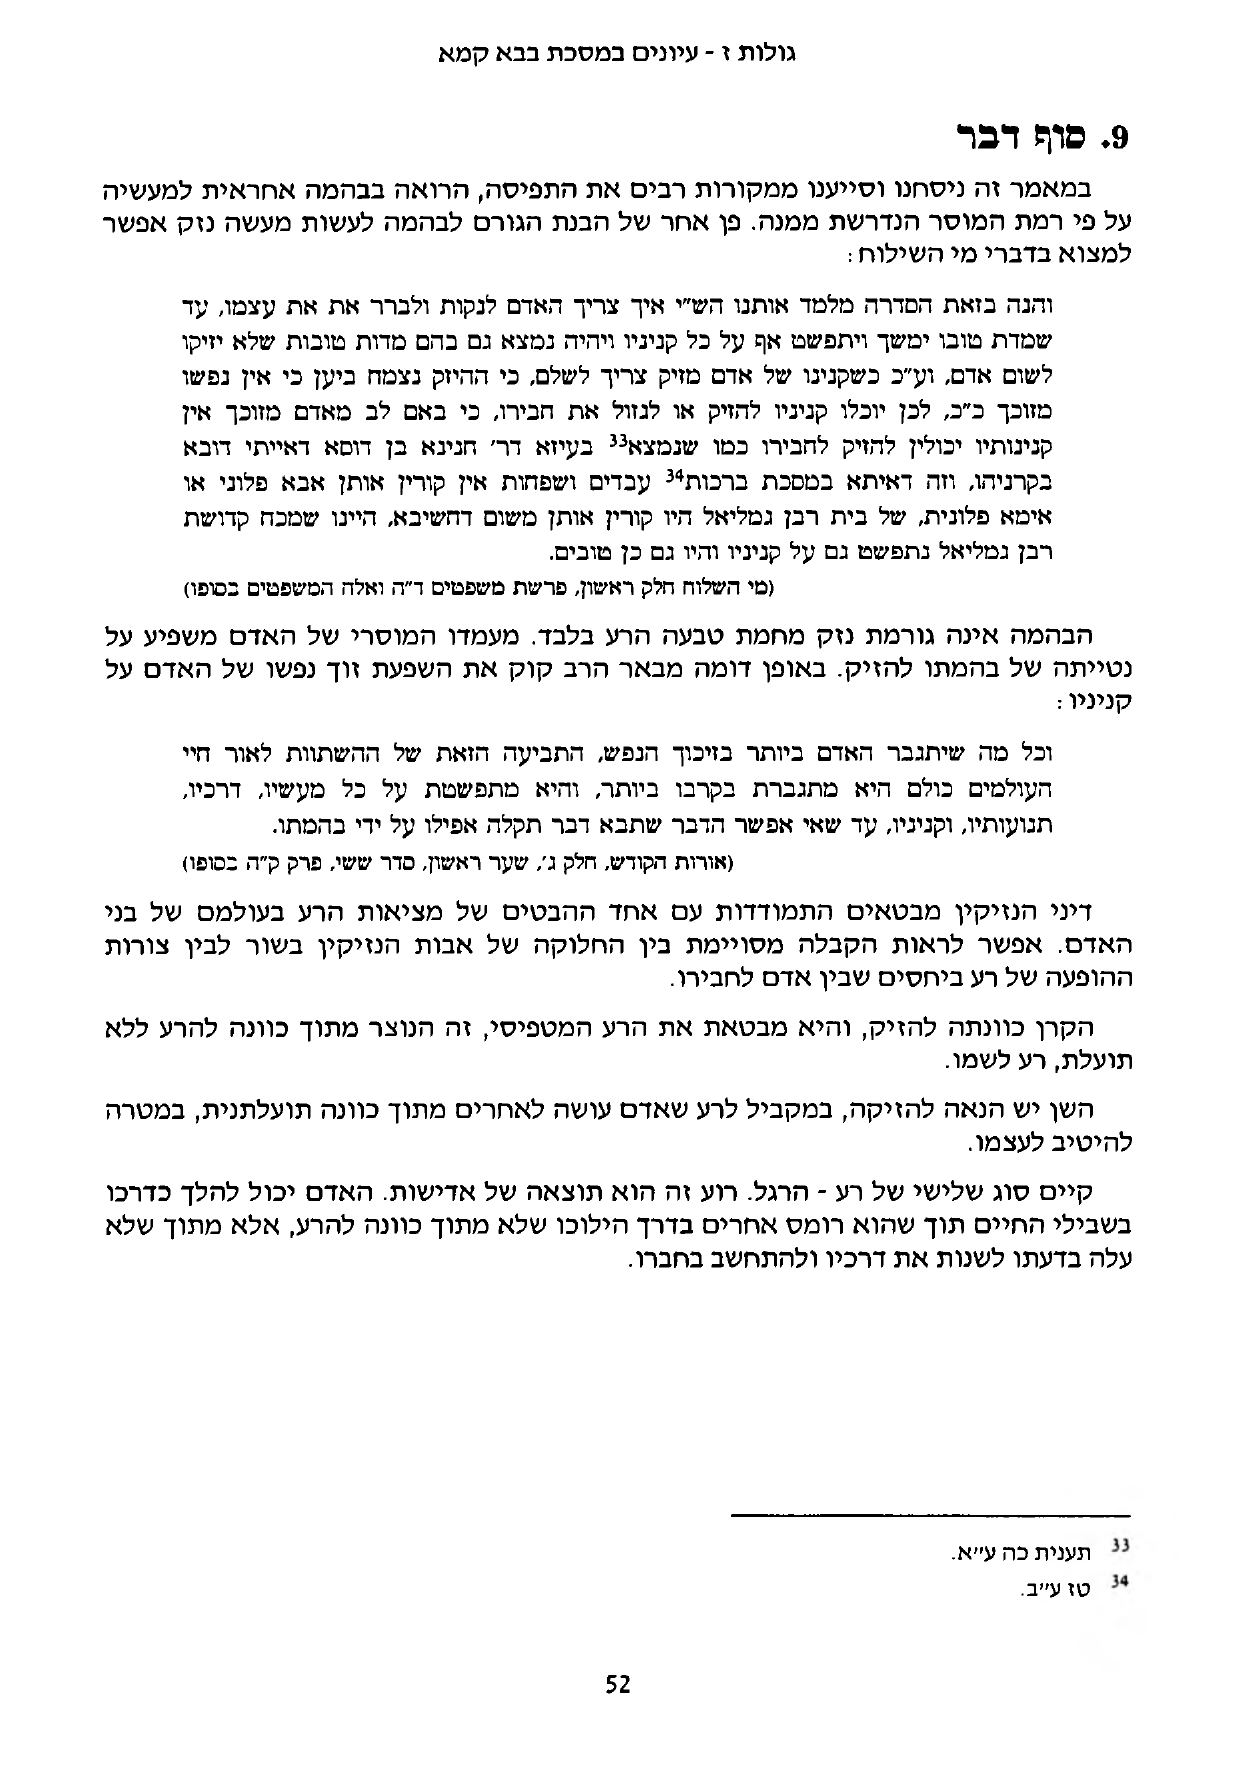 גולות ז - עיונים במסכת בבא קמא
9. סוף דבר
במאמר זה ניסחנו וסייענו ממקורות רבים את התפיסה, הרואה בבהמה אחראית למעשיה
על פי רמת המוסר הנדרשת ממנה. פן אחר של הבנת הגורם לבהמה לעשות מעשה נזק אפשר
למצוא בדברי מי השילוח:
והנה בזאת הסדרה מלמד אותנו הש"י איך צריך האדם לנקות ולברר את את עצמו, עד
שמדת טובו ימשך ויתפשט אף על כל קניניו ויהיה נמצא גם בהם מדות טובות שלא יזיקו
לשום אדם, וע"כ כשקנינו של אדם מזיק צריך לשלם, כי ההיזק נצמח ביען כי אין נפשו
מזוכך כ"כ, לכן יוכלו קניניו להזיק או לגזול את חבירו, כי באם לב מאדם מזוכך אין
קנינותיו יכולין להזיק לחבירו כמו שנמצא33 בעיזא דר' חנינא בן דוסא דאייתי דובא
בקרניהו, וזה דאיתא במסכת ברכות34 עבדים ושפחות אין קורין אותן אבא פלוני או
אימא פלונית, של בית רבן גמליאל היו קורין אותן משום דחשיבא, היינו שמכח קדושת
רבן גמליאל נתפשט גם על קניניו והיו גם כן טובים.
(מי השלוח חלק ראשון, פרשת משפטים ד"ה ואלה המשפטים בסופו)
הבהמה אינה גורמת נזק מחמת טבעה הרע בלבד. מעמדו המוסרי של האדם משפיע על
נטייתה של בהמתו להזיק. באופן דומה מבאר הרב קוק את השפעת זוך נפשו של האדם על
קניניו:
וכל מה שיתגבר האדם ביותר בזיכוך הנפש, התביעה הזאת של ההשתוות לאור חיי
העולמים כולם היא מתגברת בקרבו ביותר, והיא מתפשטת על כל מעשיו, דרכיו,
תנועותיו, וקניניו, עד שאי אפשר הדבר שתבא דבר תקלה אפילו על ידי בהמתו.
(אורות הקודש, חלק ג', שער ראשון, סדר ששי, פרק ק"ה בסופו)
דיני הנזיקין מבטאים התמודדות עם אחד ההבטים של מציאות הרע בעולמם של בני
האדם. אפשר לראות הקבלה מסויימת בין החלוקה של אבות הנזיקין בשור לבין צורות
ההופעה של רע ביחסים שבין אדם לחבירו.
הקרן כוונתה להזיק, והיא מבטאת את הרע המטפיסי, זה הנוצר מתוך כוונה להרע ללא
תועלת, רע לשמו.
השן יש הנאה להזיקה, במקביל לרע שאדם עושה לאחרים מתוך כוונה תועלתנית, במטרה
להיטיב לעצמו.
קיים סוג שלישי של רע - הרגל. רוע זה הוא תוצאה של אדישות. האדם יכול להלך כדרכו
בשבילי החיים תוך שהוא רומס אחרים בדרך הילוכו שלא מתוך כוונה להרע, אלא מתוך שלא
עלה בדעתו לשנות את דרכיו ולהתחשב בחברו.
33 תענית כה ע"א.
34 טז ע"ב.
52